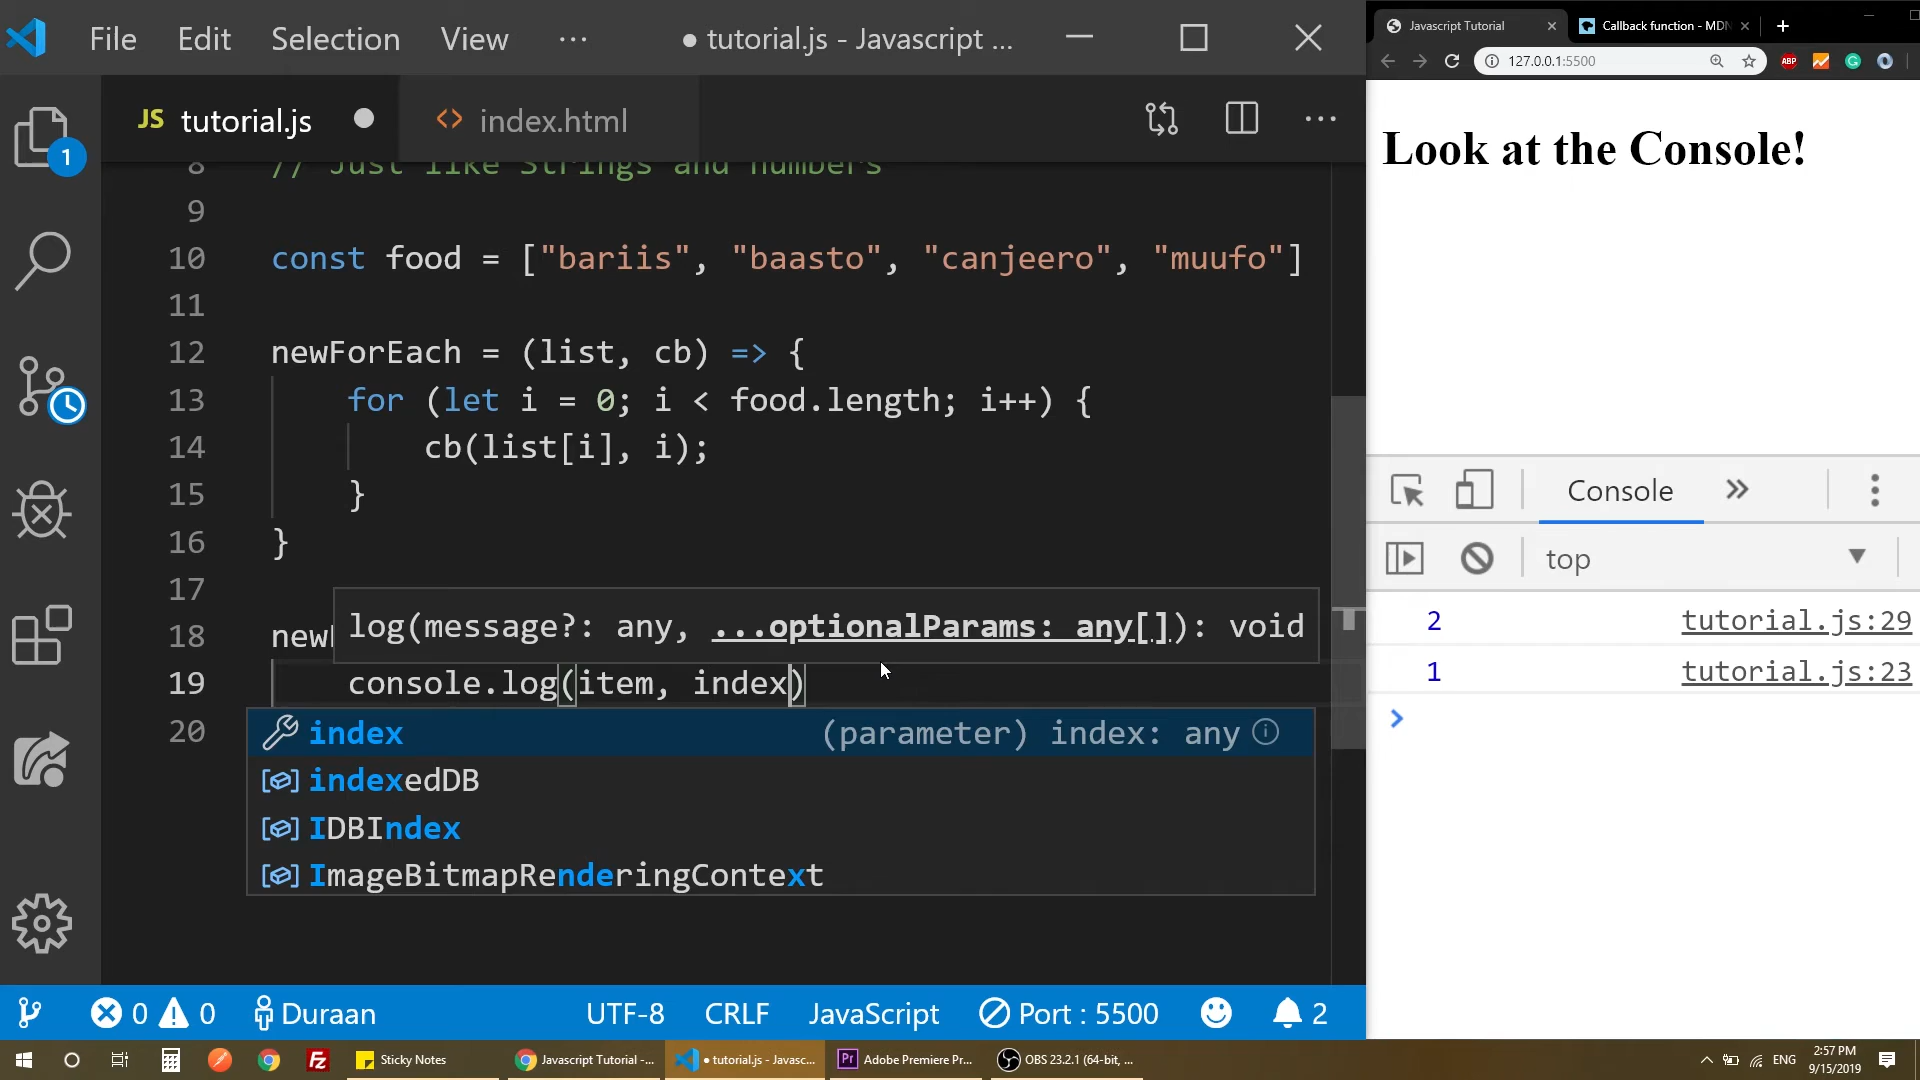 File Edit Selection View ··· ● tutorial.js - Javascript ...
JS tutorial.js ● <> index.html
8 // Just like Strings and numbers
9
10 const food = ["bariis", "baasto", "canjeero", "muufo"]
11
12 newForEach = (list, cb) => {
13 for (let i = 0; i < food.length; i++) {
14 cb(list[i], i);
15 }
16 }
17
log(message?: any, ...optionalParams: any[]): void
18 new
19 console.log(item, index)
20
index (parameter) index: any
indexedDB
IDBIndex
ImageBitmapRenderingContext
0 0 Duraan UTF-8 CRLF JavaScript Port : 5500 2
Javascript Tutorial
Callback function - MDN
127.0.0.1:5500
ABP
Look at the Console!
Console
top
2 tutorial.js:29
1 tutorial.js:23
1
Sticky Notes
Javascript Tutorial -...
● tutorial.js - Javasc...
Pr Adobe Premiere Pr...
OBS 23.2.1 (64-bit, ...
ENG
2:57 PM
9/15/2019